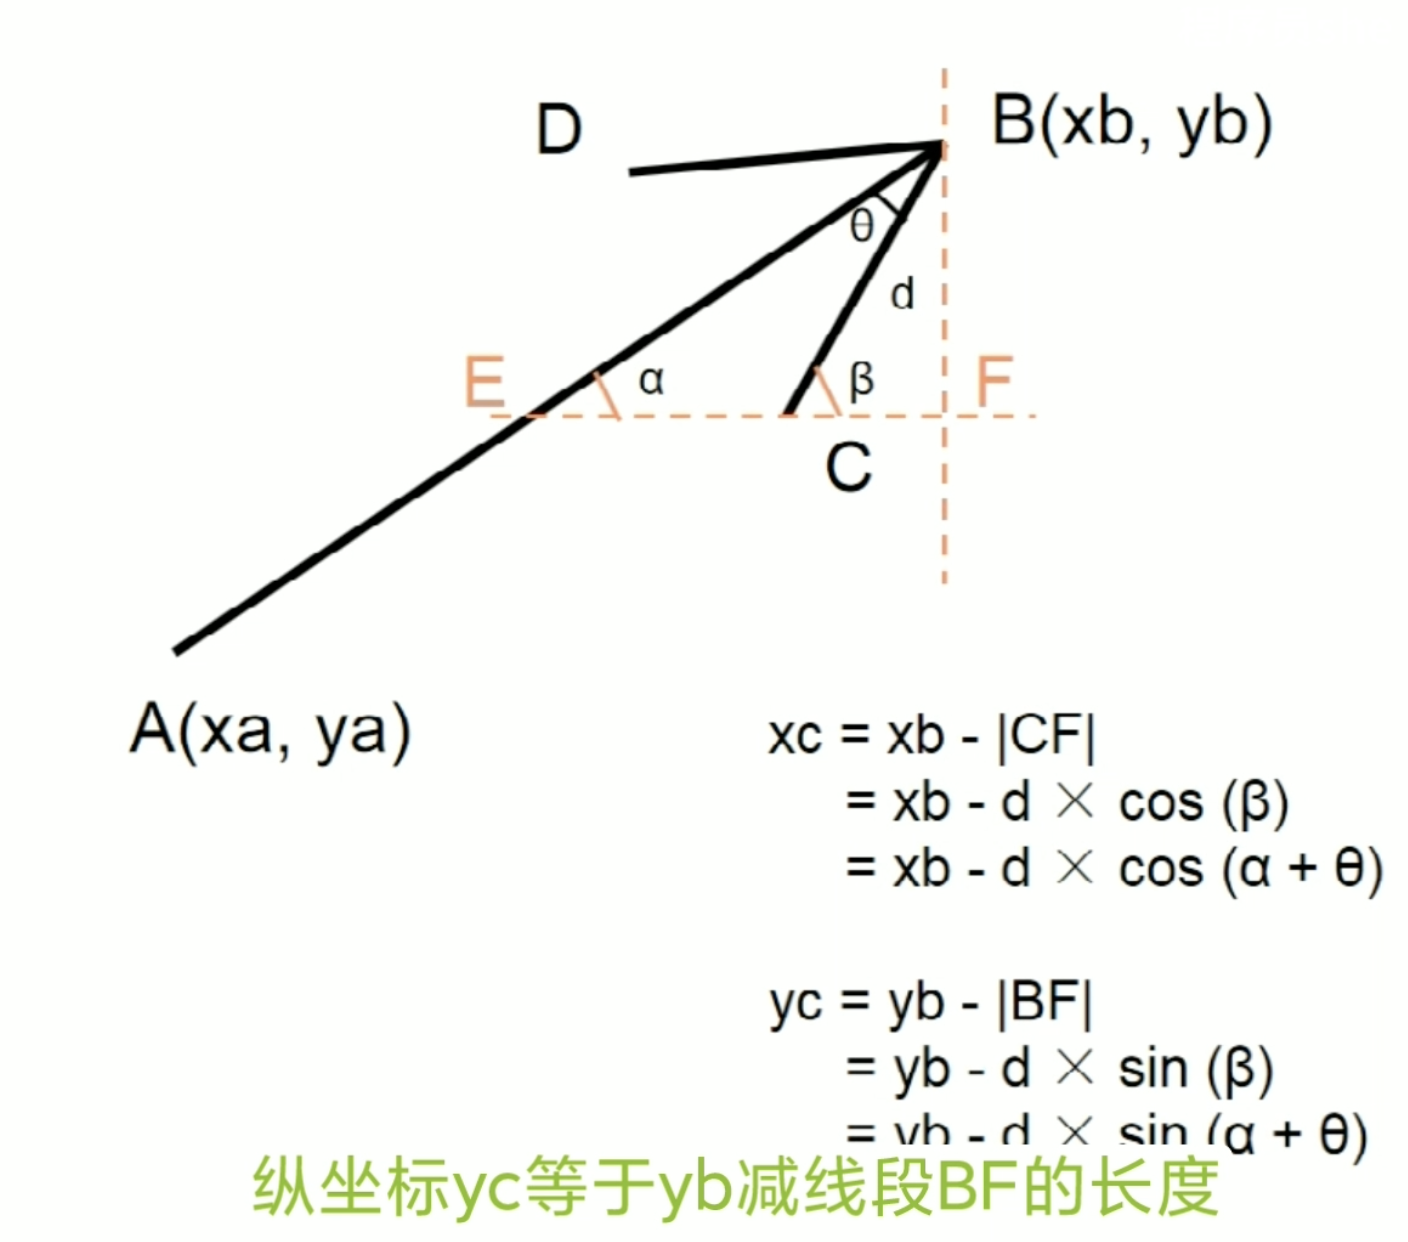 D
B(xb, yb)
θ
d
E
α
β
F
C
A(xa, ya)
xc = xb - |CF|
= xb - d × cos (β)
= xb - d × cos (α + θ)
yc = yb - |BF|
= yb - d × sin (β)
= yb - d × sin (α + θ)
纵坐标yc等于yb减线段BF的长度